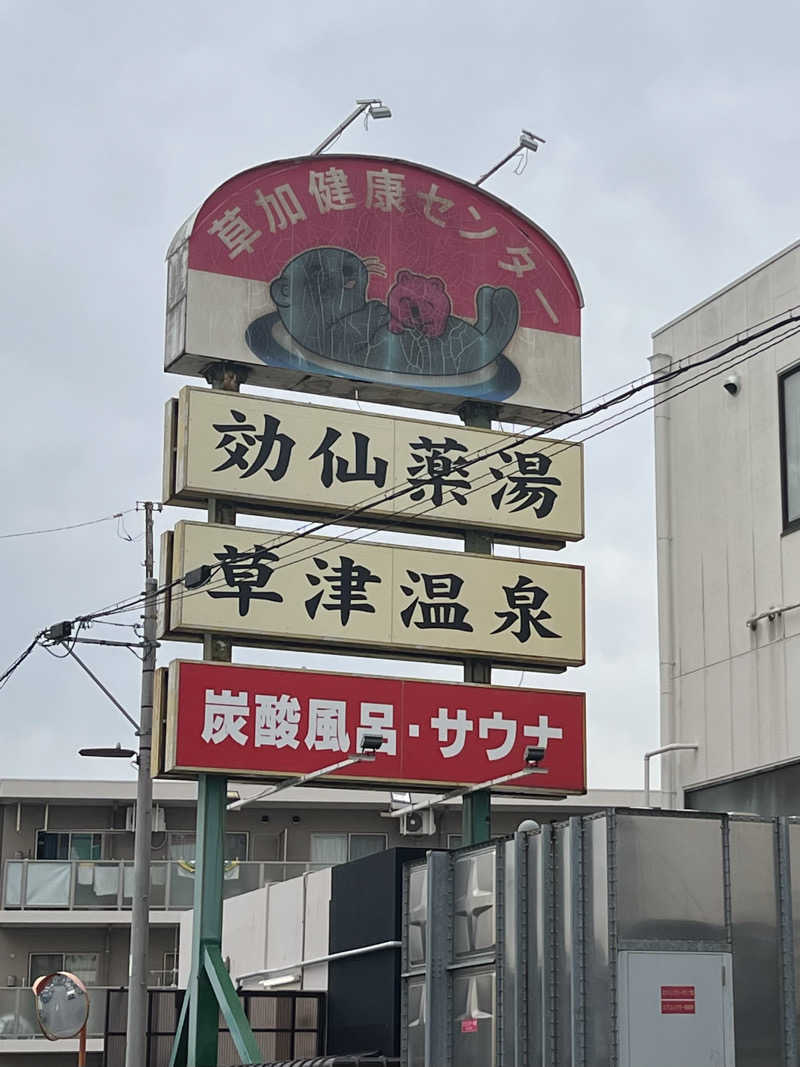 草加健康センター
効仙薬湯
草津温泉
炭酸風呂・サウナ